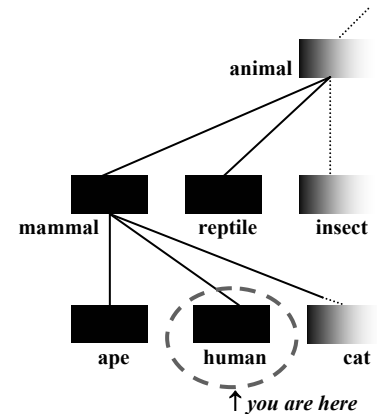 animal
mammal reptile insect
ape human cat
↑ you are here